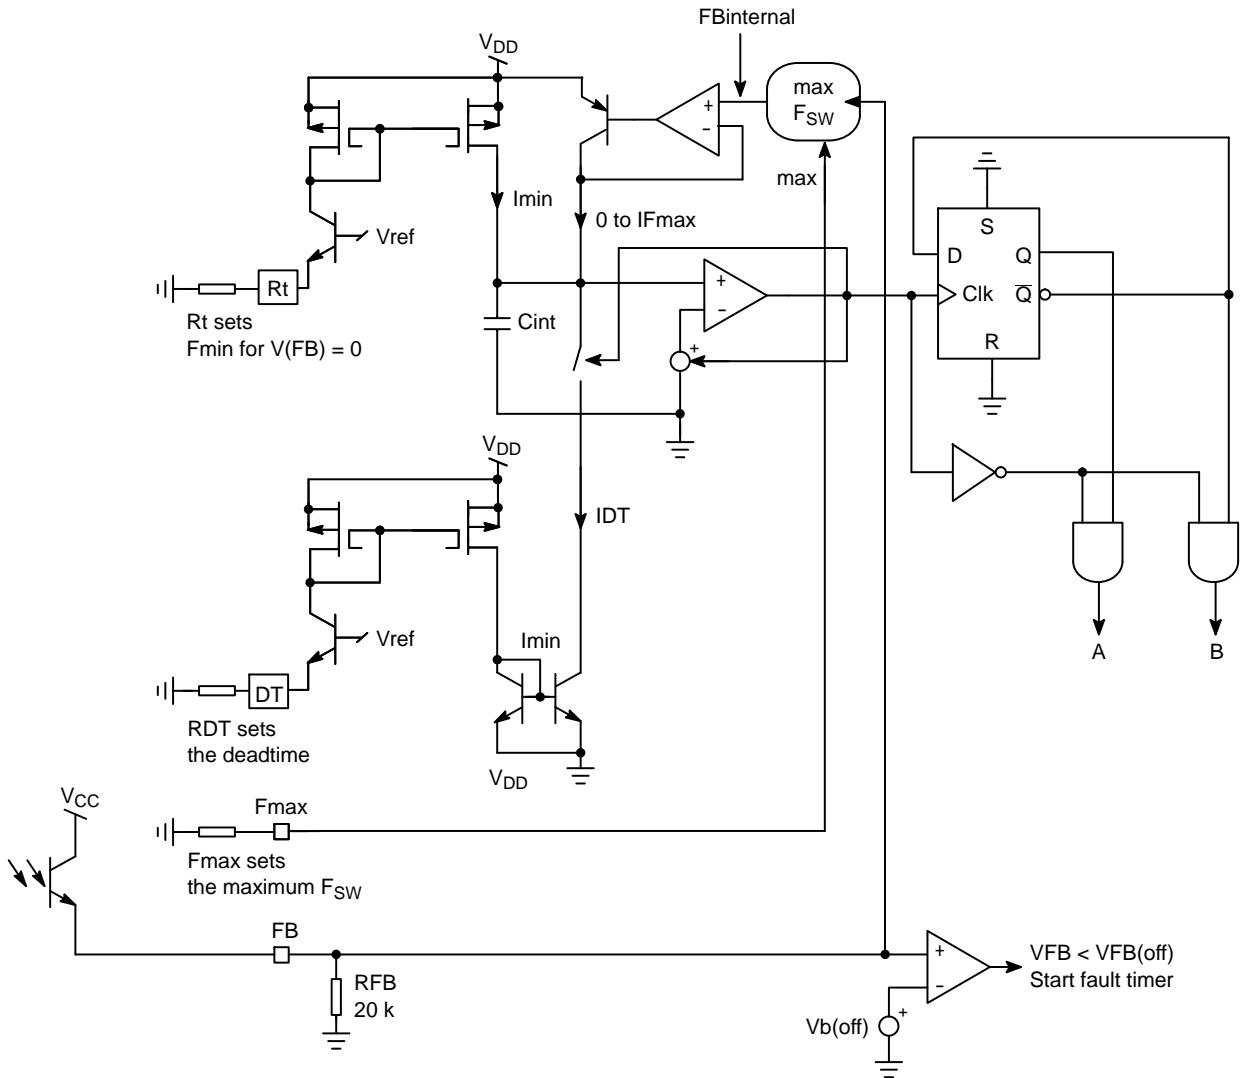 FBinternal
VDD
max
FSW
+
-
Imin
max
Vref
0 to IFmax
S
D
Q
Rt
+
-
Clk
Q
Cint
Rt sets
Fmin for V(FB) = 0
+
R
VDD
IDT
Vref
Imin
A
B
DT
RDT sets
the deadtime
VDD
VCC
Fmax
Fmax sets
the maximum FSW
FB
+
-
VFB < VFB(off)
Start fault timer
RFB
20 k
Vb(off)
+